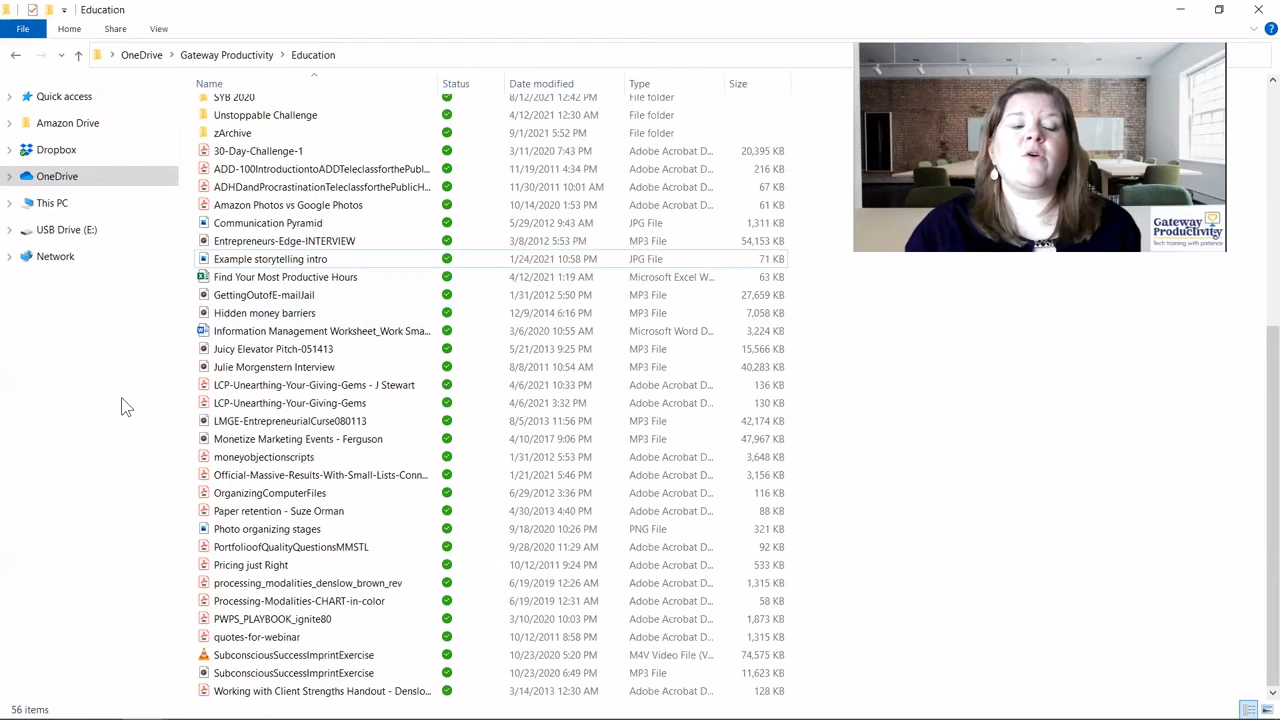 Education
File Home Share View
OneDrive Gateway Productivity Education
Name Status Date modified Type Size
Quick access
Amazon Drive
Dropbox
OneDrive
This PC
USB Drive (E:)
Network
SYB 2020 8/12/2021 12:42 PM File folder
Unstoppable Challenge 4/12/2021 12:30 AM File folder
ZArchive 9/1/2021 3:52 PM File folder
30-Day-Challenge-1 3/11/2020 7:43 PM Adobe Acrobat D... 20,395 KB
ADD-100IntroductiontoADDTeleclassforthePubl... 11/19/2011 4:34 PM Adobe Acrobat D... 216 KB
ADHDandProcrastinationTeleclassforthePublicH... 11/30/2011 10:01 AM Adobe Acrobat D... 67 KB
Amazon Photos vs Google Photos 10/14/2020 1:53 PM Adobe Acrobat D... 61 KB
Communication Pyramid 3/29/2012 9:43 AM JPG File 1,311 KB
Entrepreneurs-Edge-INTERVIEW 3/8/2012 5:53 PM MP3 File 54,153 KB
Example storytelling intro 7/24/2021 10:58 PM JPG File 71 KB
Find Your Most Productive Hours 4/12/2021 1:19 AM Microsoft Excel W... 63 KB
GettingOutofE-mailJail 1/31/2012 5:50 PM MP3 File 27,659 KB
Hidden money barriers 12/9/2014 6:16 PM MP3 File 7,058 KB
Information Management Worksheet_Work Sma... 3/6/2020 10:55 AM Microsoft Word D... 3,224 KB
Juicy Elevator Pitch-051413 5/21/2013 9:25 PM MP3 File 15,566 KB
Julie Morgenstern Interview 8/8/2011 10:54 AM MP3 File 40,283 KB
LCP-Unearthing-Your-Giving-Gems - J Stewart 4/6/2021 10:33 PM Adobe Acrobat D... 136 KB
LCP-Unearthing-Your-Giving-Gems 4/6/2021 3:32 PM Adobe Acrobat D... 130 KB
LMGE-EntrepreneurialCurse080113 8/5/2013 11:56 PM MP3 File 42,174 KB
Monetize Marketing Events - Ferguson 4/10/2017 9:06 PM MP3 File 47,967 KB
moneyobjectionscripts 1/31/2012 5:53 PM Adobe Acrobat D... 3,648 KB
Official-Massive-Results-With-Small-Lists-Conn... 1/21/2021 5:46 PM Adobe Acrobat D... 3,156 KB
OrganizingComputerFiles 6/29/2012 3:36 PM Adobe Acrobat D... 116 KB
Paper retention - Suze Orman 4/30/2013 4:40 PM Adobe Acrobat D... 88 KB
Photo organizing stages 9/18/2020 10:26 PM PNG File 321 KB
PortfolioofQualityQuestionsMMSTL 9/28/2020 11:29 AM Adobe Acrobat D... 92 KB
Pricing just Right 10/12/2011 9:24 PM Adobe Acrobat D... 533 KB
processing_modalities_denslow_brown_rev 6/19/2019 12:26 AM Adobe Acrobat D... 1,315 KB
Processing-Modalities-CHART-in-color 6/19/2019 12:31 AM Adobe Acrobat D... 58 KB
PWPS_PLAYBOOK_ignite80 3/10/2020 10:03 PM Adobe Acrobat D... 1,873 KB
quotes-for-webinar 10/12/2011 8:58 PM Adobe Acrobat D... 1,315 KB
SubconsciousSuccessImprintExercise 10/23/2020 5:20 PM M4V Video File (V... 74,575 KB
SubconsciousSuccessImprintExercise 10/23/2020 6:49 PM MP3 File 11,623 KB
Working with Client Strengths Handout - Denslo... 3/14/2013 12:30 AM Adobe Acrobat D... 128 KB
56 items
Gateway
Productivity
Tech training with patience